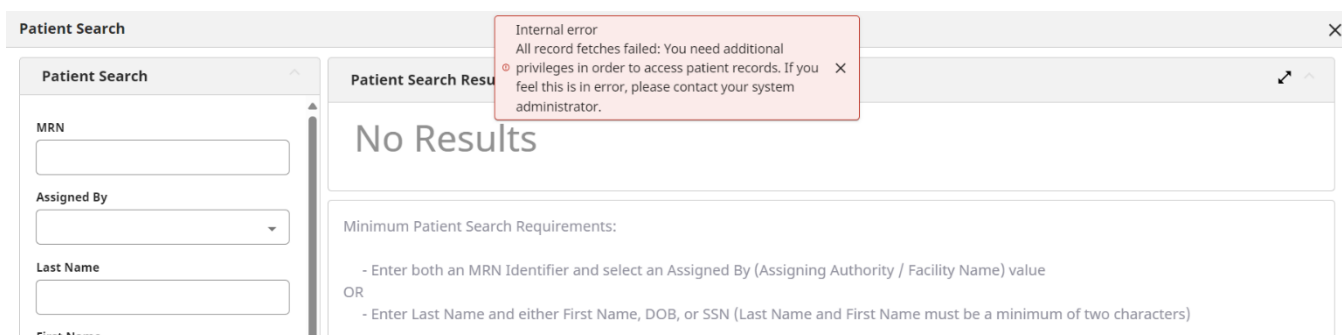 Patient Search
Internal error
All record fetches failed: You need additional
privileges in order to access patient records. If you
feel this is in error, please contact your system
administrator.
Patient Search
MRN
Assigned By
Last Name
First Name
Patient Search Resu
No Results
Minimum Patient Search Requirements:
- Enter both an MRN Identifier and select an Assigned By (Assigning Authority / Facility Name) value
OR
- Enter Last Name and either First Name, DOB, or SSN (Last Name and First Name must be a minimum of two characters)